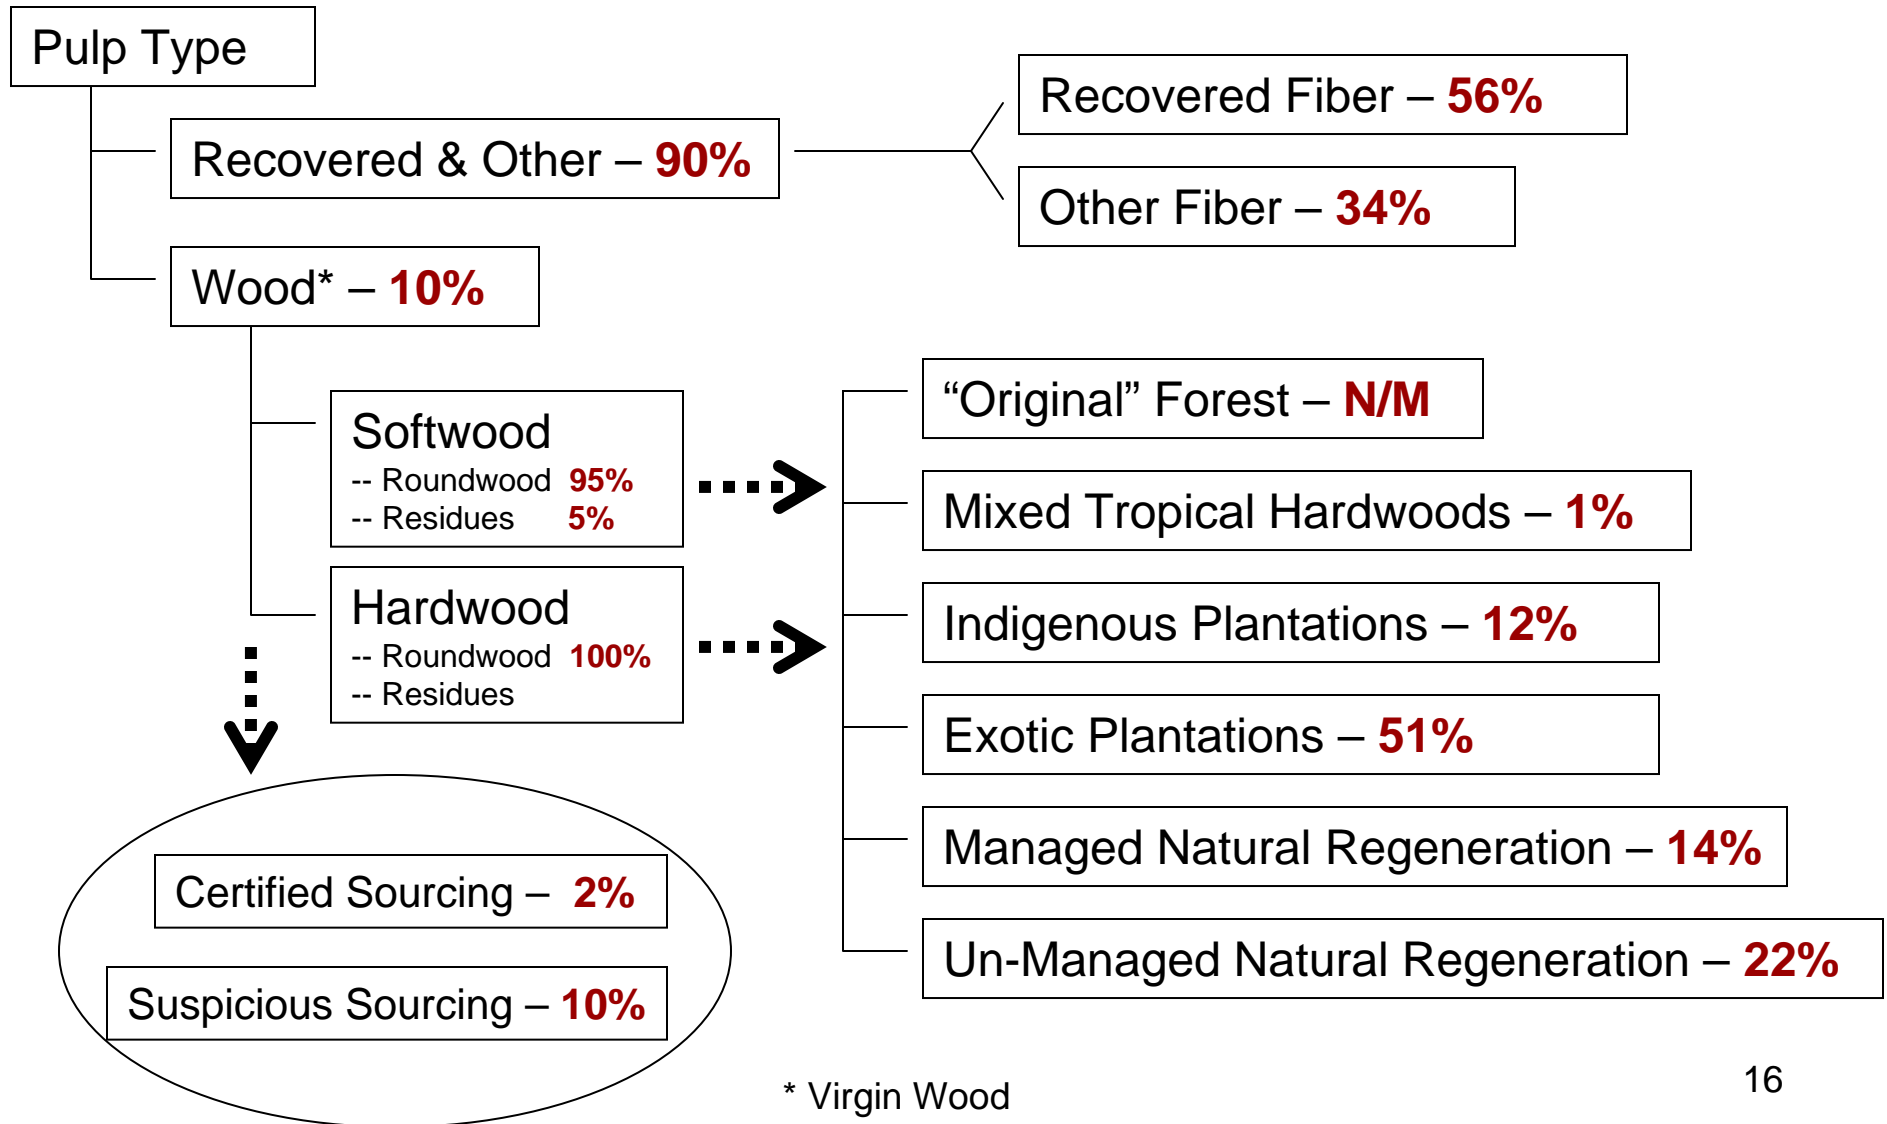 Pulp Type
Recovered & Other – 90%
Recovered Fiber – 56%
Other Fiber – 34%
Wood* – 10%
Softwood
-- Roundwood 95%
-- Residues 5%
Hardwood
-- Roundwood 100%
-- Residues
“Original” Forest – N/M
Mixed Tropical Hardwoods – 1%
Indigenous Plantations – 12%
Exotic Plantations – 51%
Managed Natural Regeneration – 14%
Un-Managed Natural Regeneration – 22%
Certified Sourcing – 2%
Suspicious Sourcing – 10%
* Virgin Wood
16